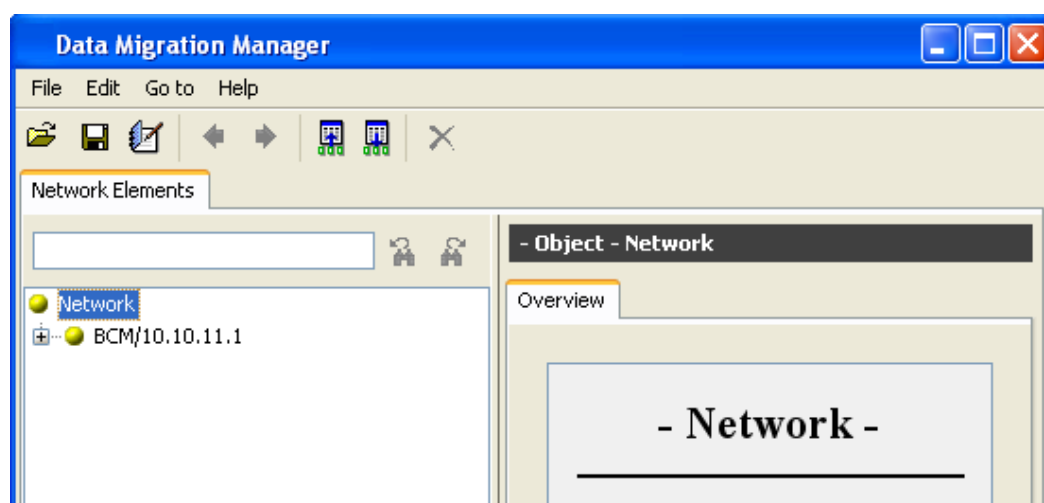 Data Migration Manager
File Edit Go to Help
Network Elements
- Object - Network
Network
BCM/10.10.11.1
Overview
- Network -